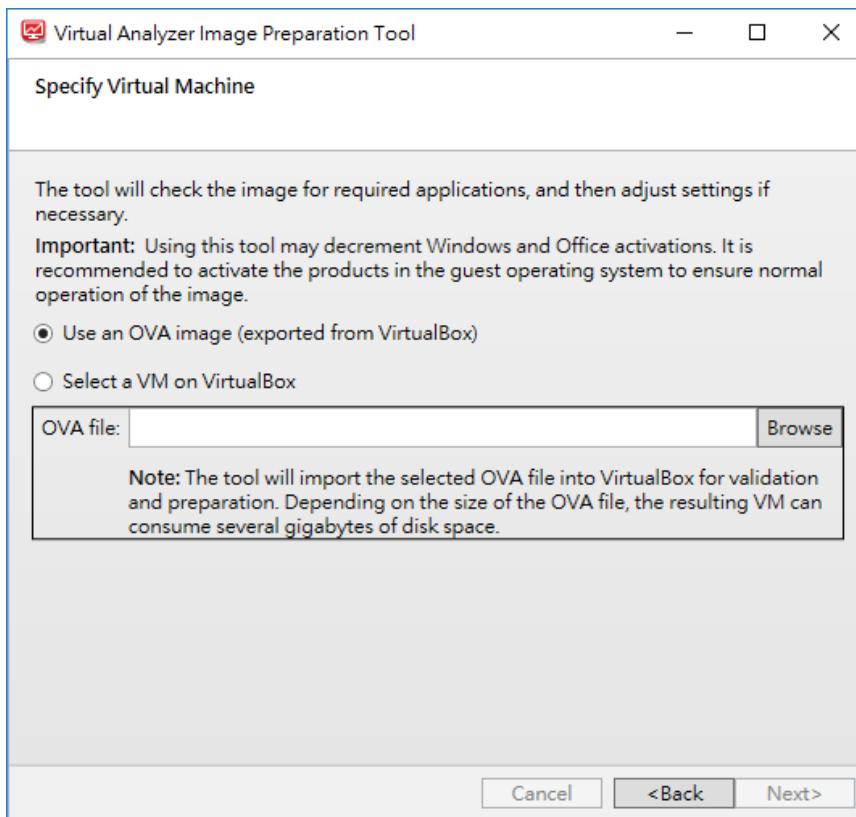 Virtual Analyzer Image Preparation Tool
Specify Virtual Machine
The tool will check the image for required applications, and then adjust settings if
necessary.
Important: Using this tool may decrement Windows and Office activations. It is
recommended to activate the products in the guest operating system to ensure normal
operation of the image.
Use an OVA image (exported from VirtualBox)
Select a VM on VirtualBox
OVA file:
Browse
Note: The tool will import the selected OVA file into VirtualBox for validation
and preparation. Depending on the size of the OVA file, the resulting VM can
consume several gigabytes of disk space.
Cancel
<Back
Next>